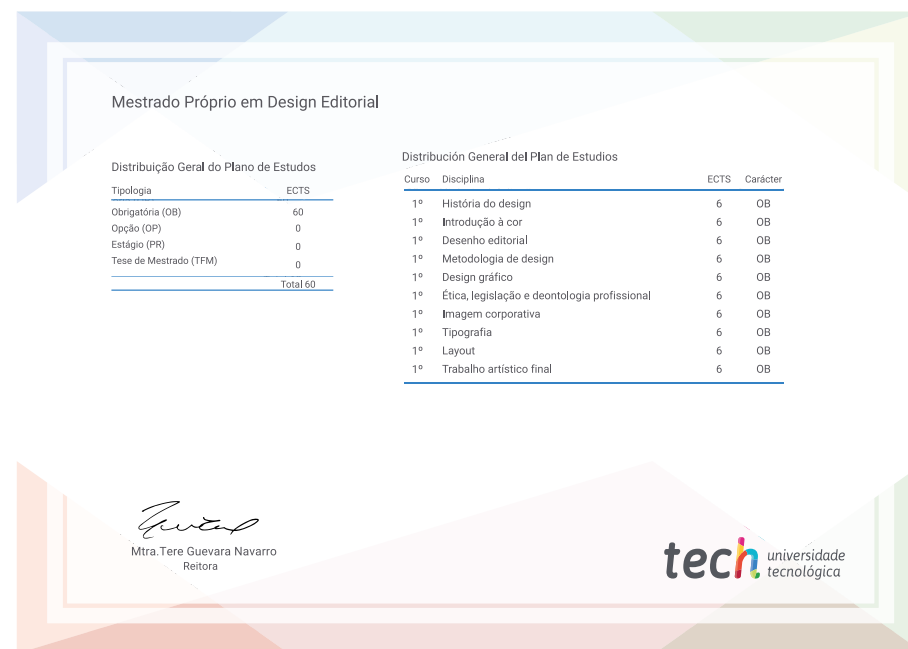 Mestrado Próprio em Design Editorial
Distribuição Geral do Plano de Estudos
Tipologia ECTS
Obrigatória (OB) 60
Opção (OP) 0
Estágio (PR) 0
Tese de Mestrado (TFM) 0
Total 60
Distribución General del Plan de Estudios
Curso Disciplina ECTS Carácter
1º História do design 6 OB
1º Introdução à cor 6 OB
1º Desenho editorial 6 OB
1º Metodologia de design 6 OB
1º Design gráfico 6 OB
1º Ética, legislação e deontologia profissional 6 OB
1º Imagem corporativa 6 OB
1º Tipografia 6 OB
1º Layout 6 OB
1º Trabalho artístico final 6 OB
Mtra.Tere Guevara Navarro
Reitora
tech universidade
tecnológica